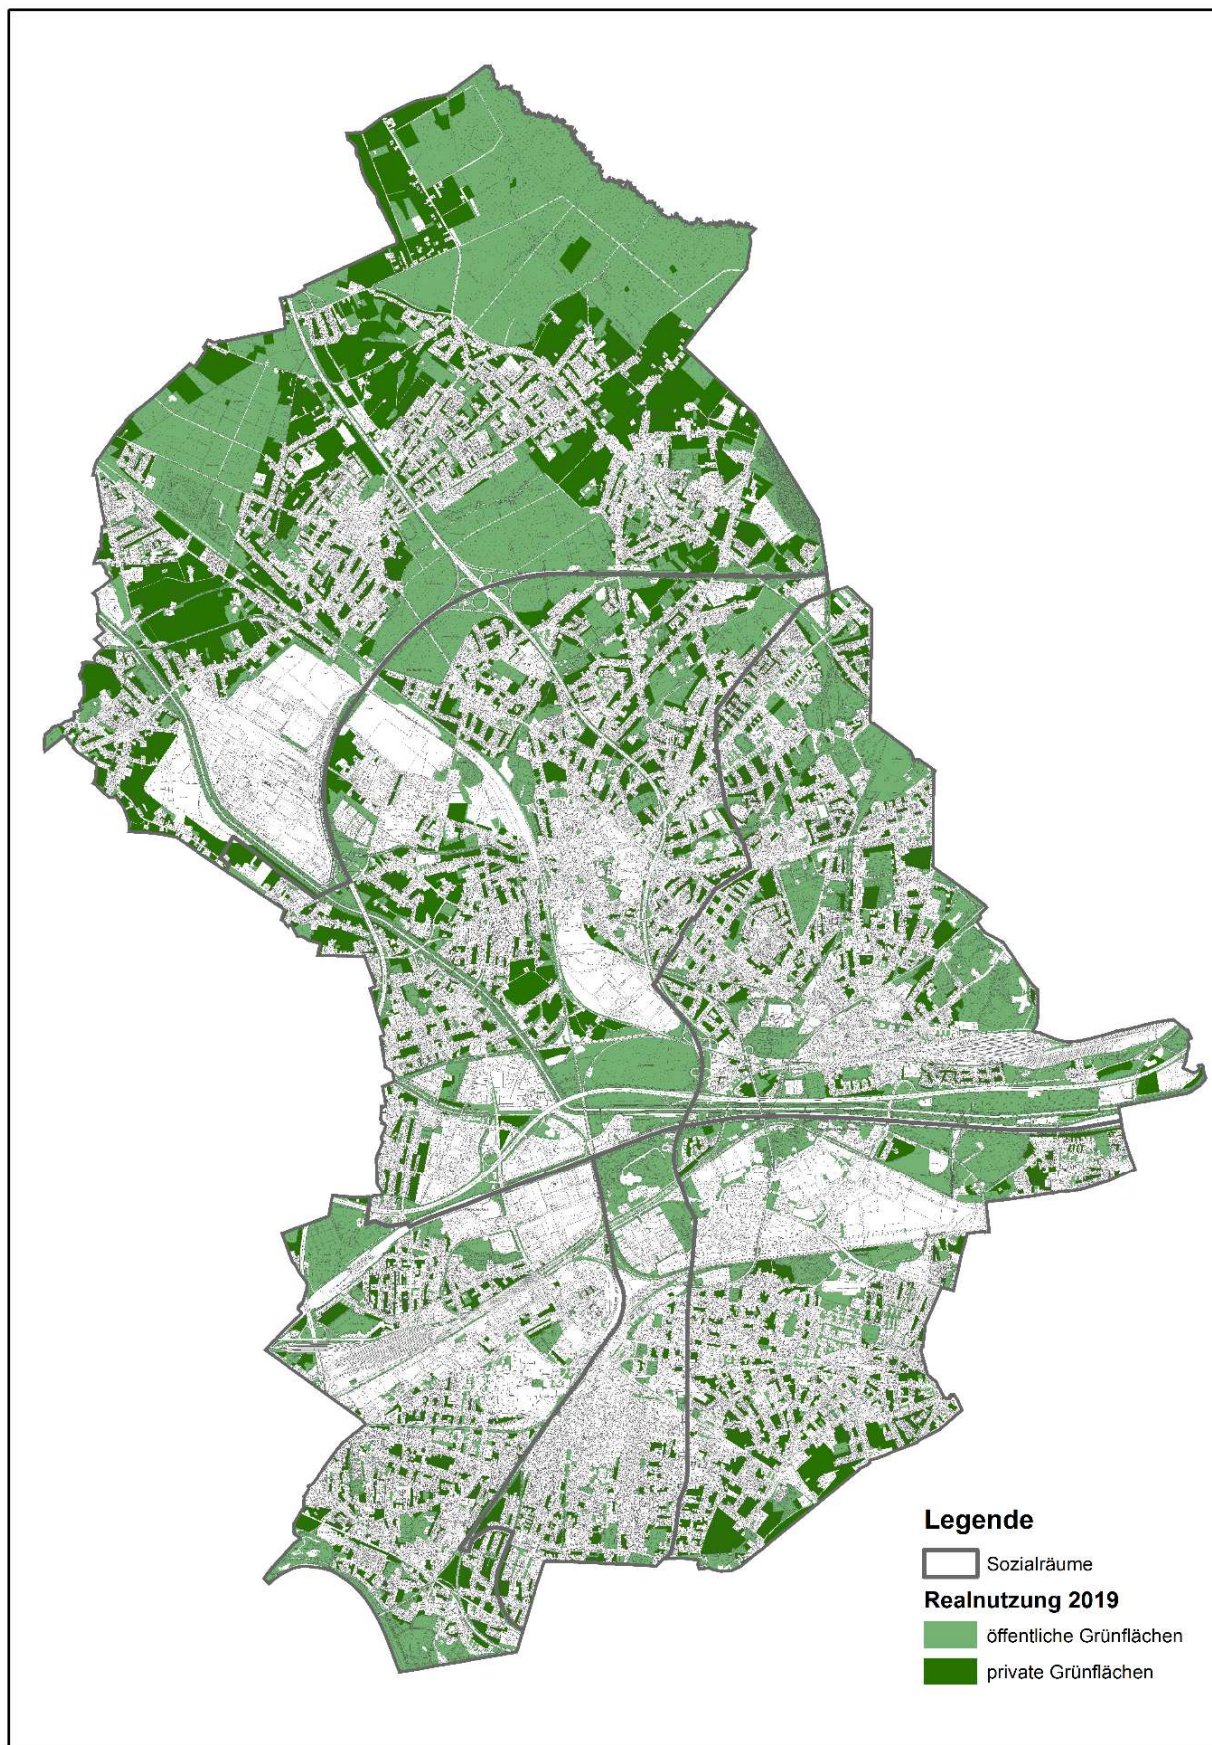 Legende
Sozialräume
Realnutzung 2019
öffentliche Grünflächen
private Grünflächen